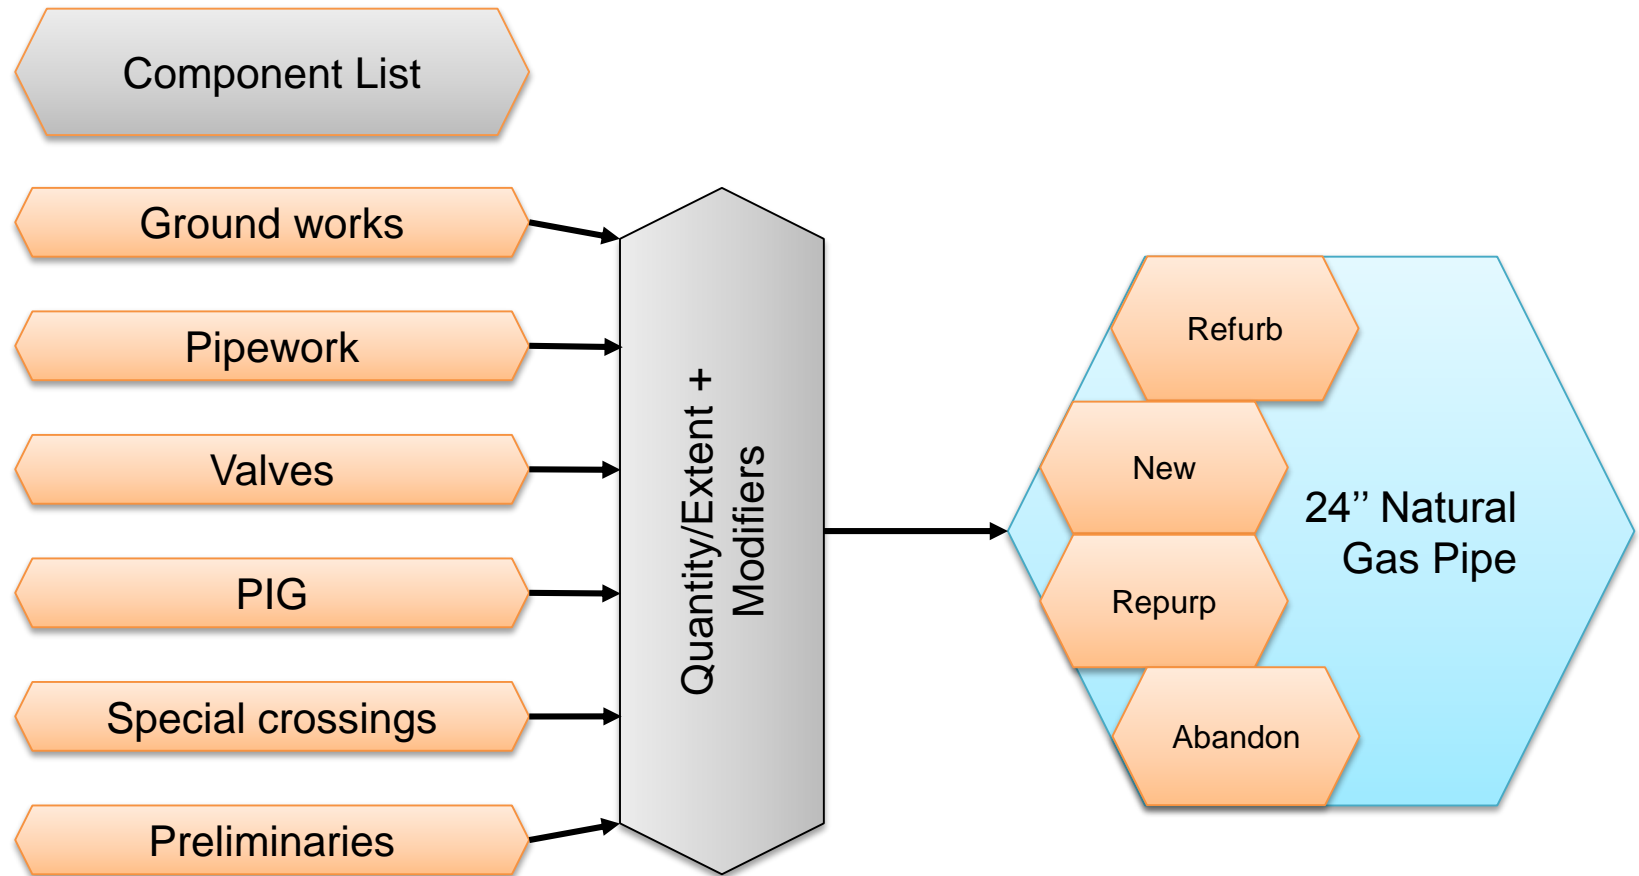 Component List
Ground works
Pipework
Valves
PIG
Special crossings
Preliminaries
Quantity/Extent +
Modifiers
Refurb
New
Repurp
Abandon
24’’ Natural
Gas Pipe